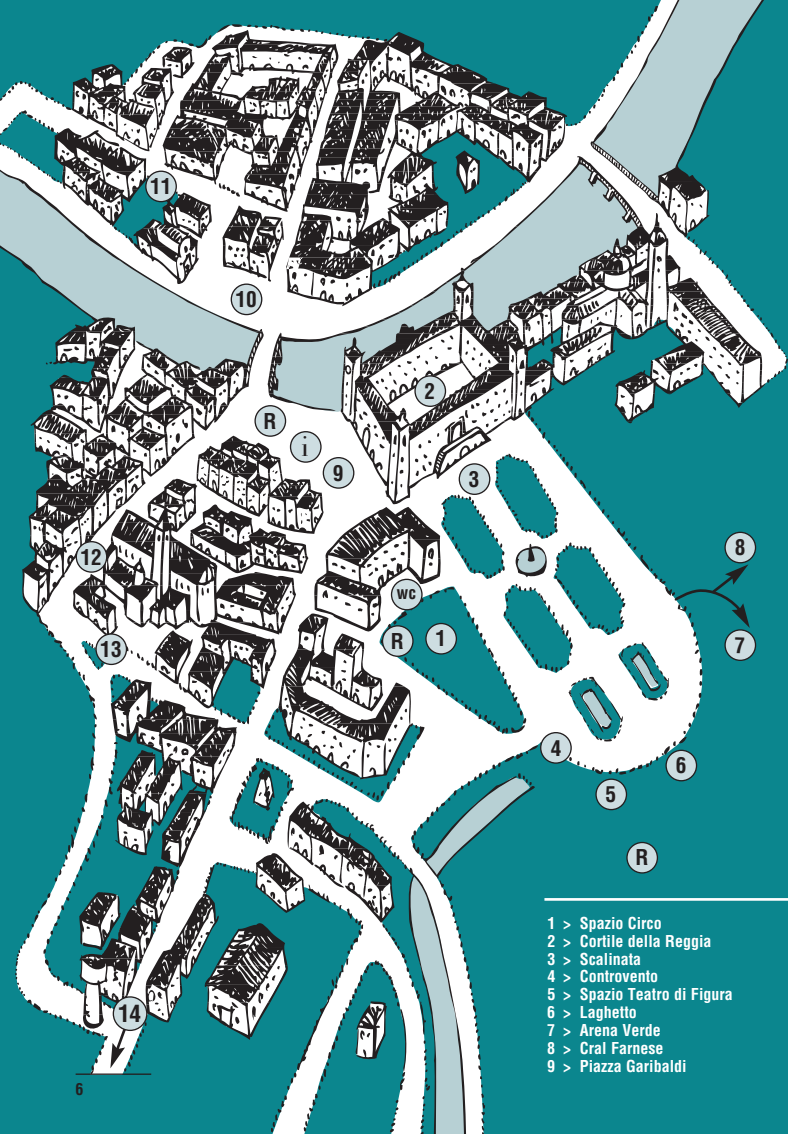 11
10
2
R
i
9
3
12
8
wc
R
1
7
13
4
6
5
R
1 > Spazio Circo
2 > Cortile della Reggia
3 > Scalinata
4 > Controvento
5 > Spazio Teatro di Figura
6 > Laghetto
7 > Arena Verde
8 > Cral Farnese
9 > Piazza Garibaldi
14
6